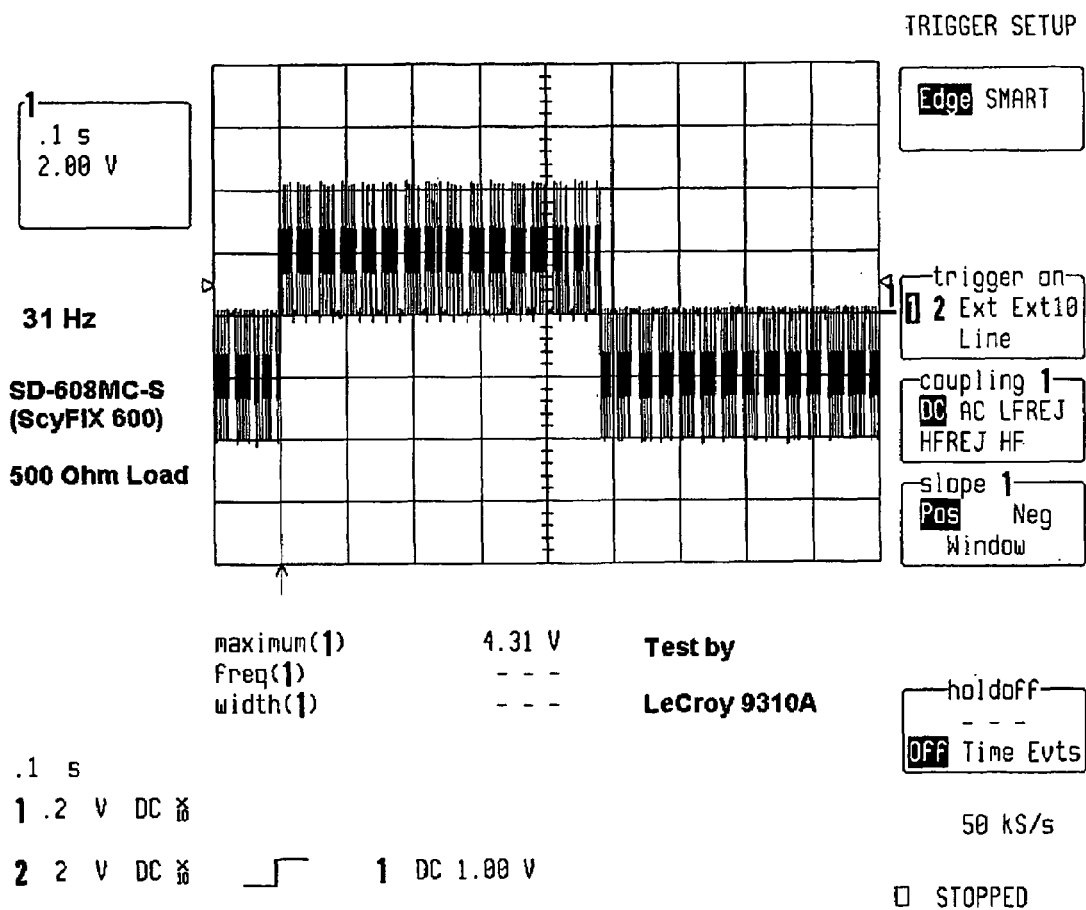 TRIGGER SETUP
Edge SMART
1
.1 s
2.00 V
31 Hz
SD-608MC-S
(ScyFIX 600)
500 Ohm Load
1
trigger on
1 2 Ext Ext10
Line
coupling 1
DC AC LFREJ
HFREJ HF
slope 1
Pos Neg
Window
maximum(1) 4.31 V
freq(1) - - -
width(1) - - -
Test by
LeCroy 9310A
holdoff
- - -
Off Time Evts
.1 s
1 .2 V DC X10
2 2 V DC X10
1 DC 1.00 V
50 kS/s
STOPPED